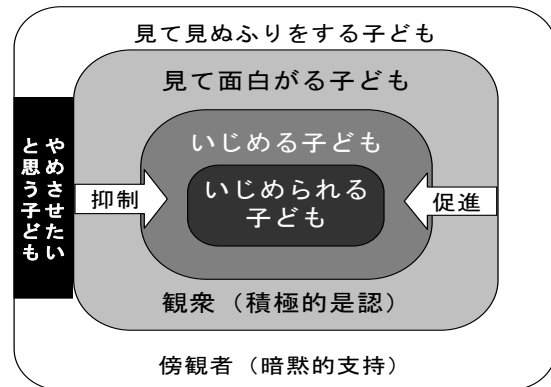 見て見ぬふりをする子ども
見て面白がる子ども
いじめる子ども
いじめられる
子ども
やめさせたい
と思う子ども
抑制
促進
観衆（積極的是認）
傍観者（暗黙的支持）